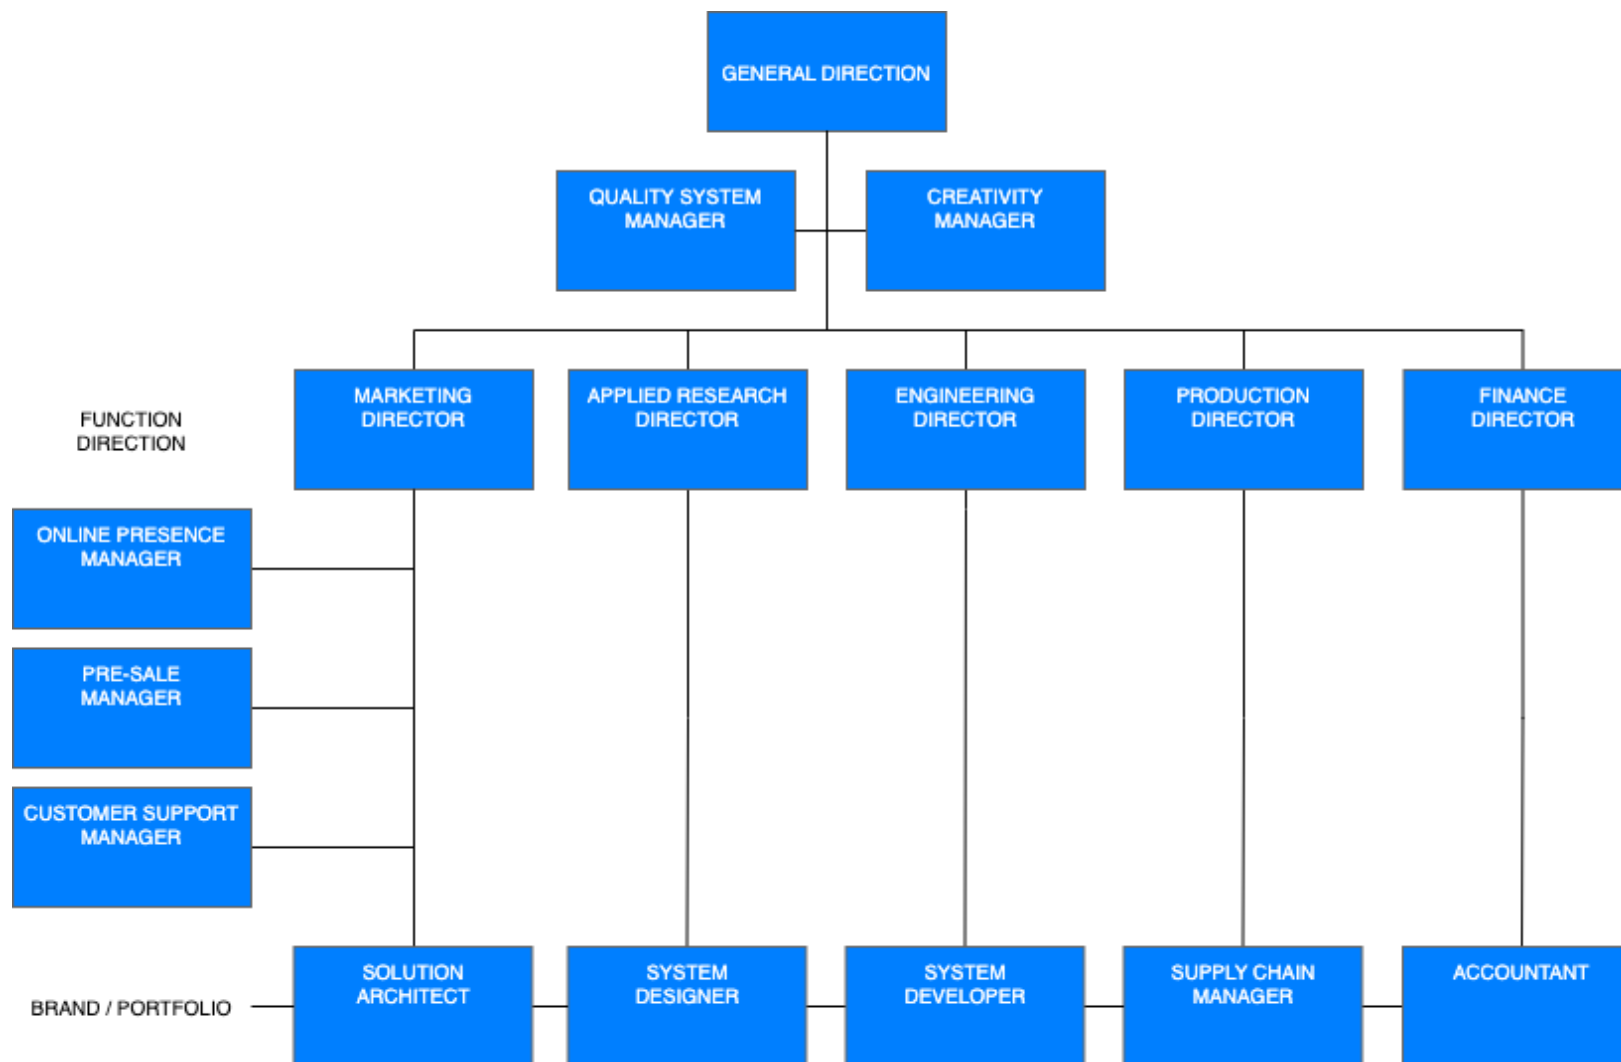 GENERAL DIRECTION
QUALITY SYSTEM
MANAGER
CREATIVITY
MANAGER
FUNCTION
DIRECTION
MARKETING
DIRECTOR
APPLIED RESEARCH
DIRECTOR
ENGINEERING
DIRECTOR
PRODUCTION
DIRECTOR
FINANCE
DIRECTOR
ONLINE PRESENCE
MANAGER
PRE-SALE
MANAGER
CUSTOMER SUPPORT
MANAGER
BRAND / PORTFOLIO
SOLUTION
ARCHITECT
SYSTEM
DESIGNER
SYSTEM
DEVELOPER
SUPPLY CHAIN
MANAGER
ACCOUNTANT